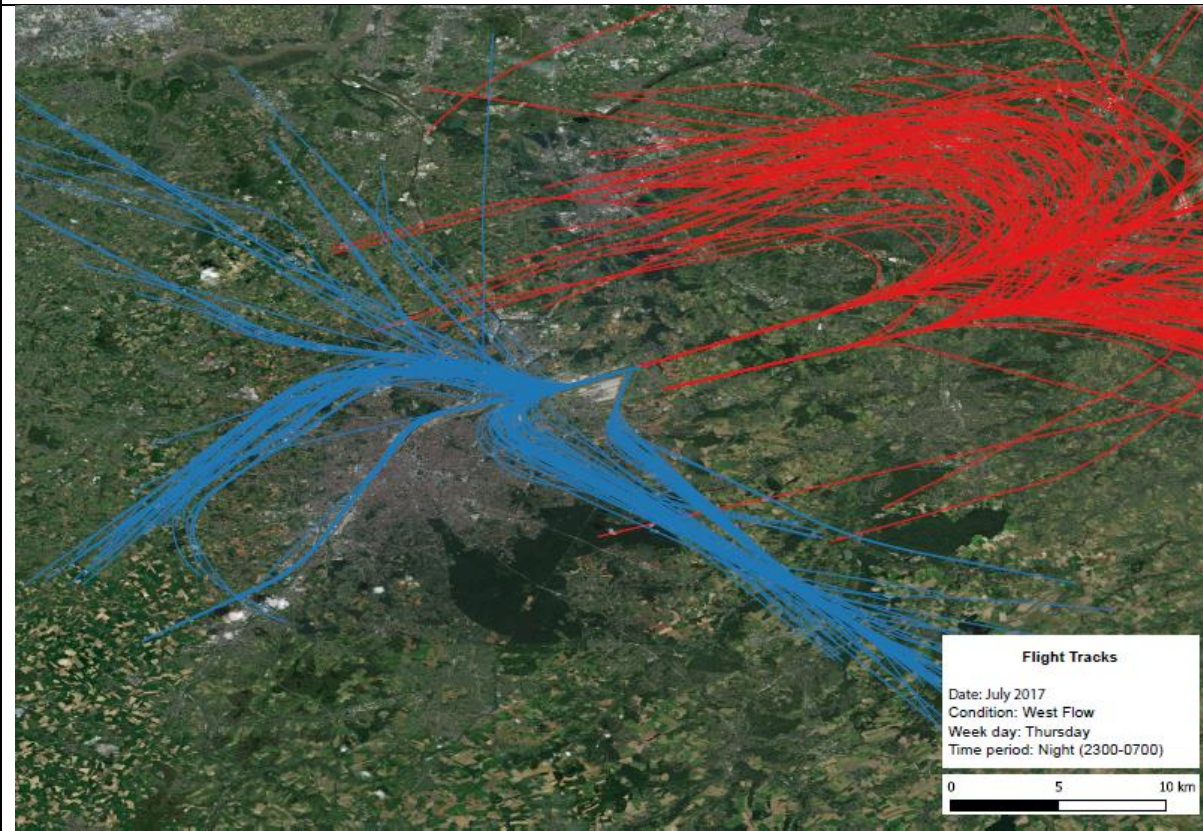 Flight Tracks
Date: July 2017
Condition: West Flow
Week day: Thursday
Time period: Night (2300-0700)
0 5 10 km